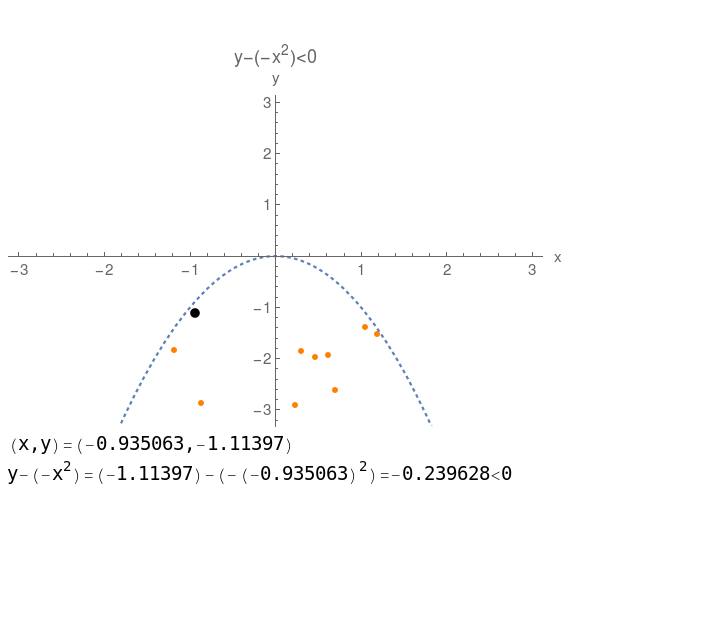 y−(−x²)<0
y
3
2
1
−3 −2 −1 1 2 3 x
−1
−2
−3
(x,y)=(−0.935063,−1.11397)
y−(−x²)=(−1.11397)−(−(−0.935063)²)=−0.239628<0